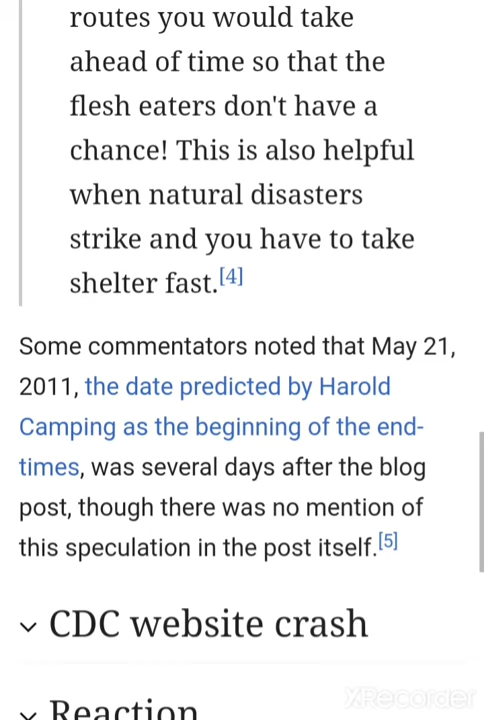 routes you would take
ahead of time so that the
flesh eaters don't have a
chance! This is also helpful
when natural disasters
strike and you have to take
shelter fast.[4]
Some commentators noted that May 21,
2011, the date predicted by Harold
Camping as the beginning of the end-
times, was several days after the blog
post, though there was no mention of
this speculation in the post itself.[5]
CDC website crash
Reaction
XRecorder